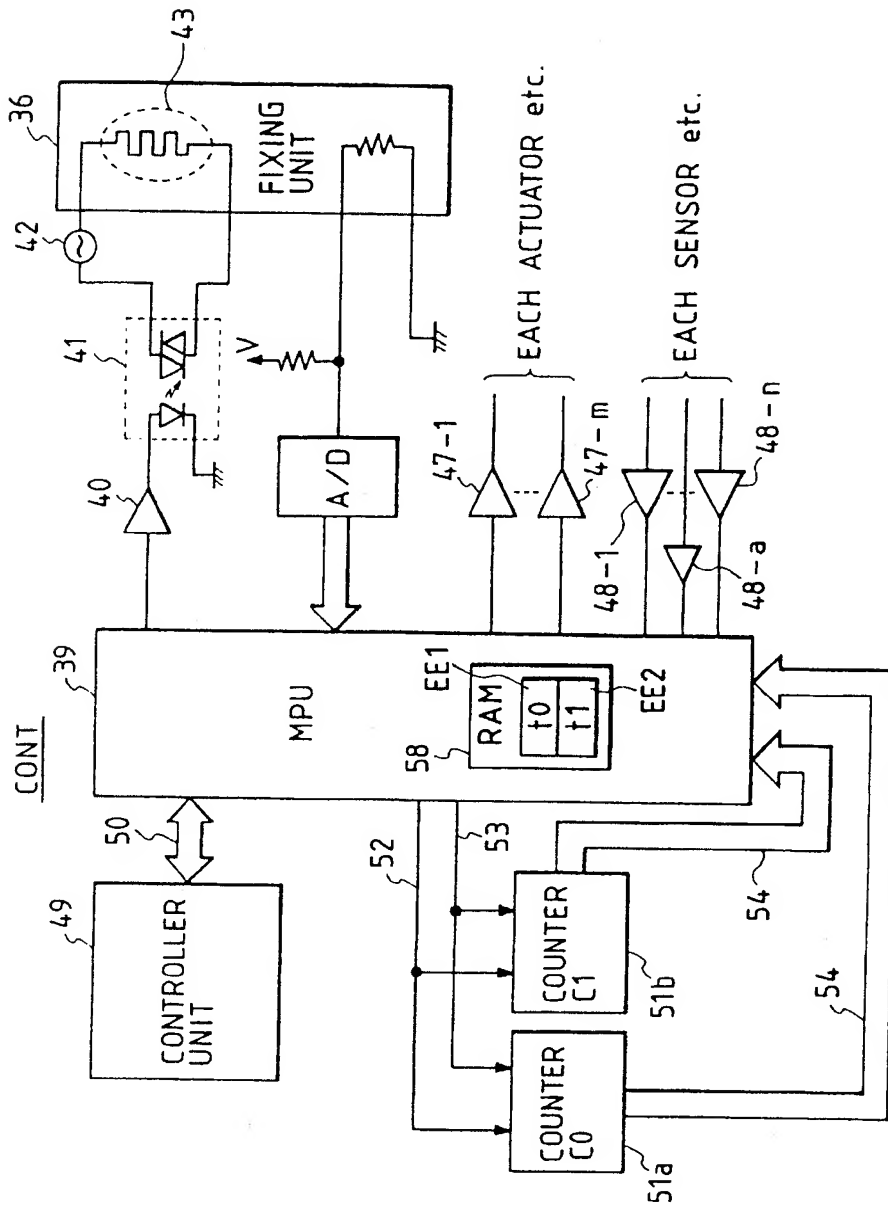 CONT
49
CONTROLLER
UNIT
50
39
MPU
58
RAM
t0
t1
EE1
EE2
52
53
COUNTER
C0
51a
COUNTER
C1
51b
54
54
40
41
42
36
43
FIXING
UNIT
V
A/D
47-1
47-m
EACH ACTUATOR etc.
48-1
48-a
48-n
EACH SENSOR etc.